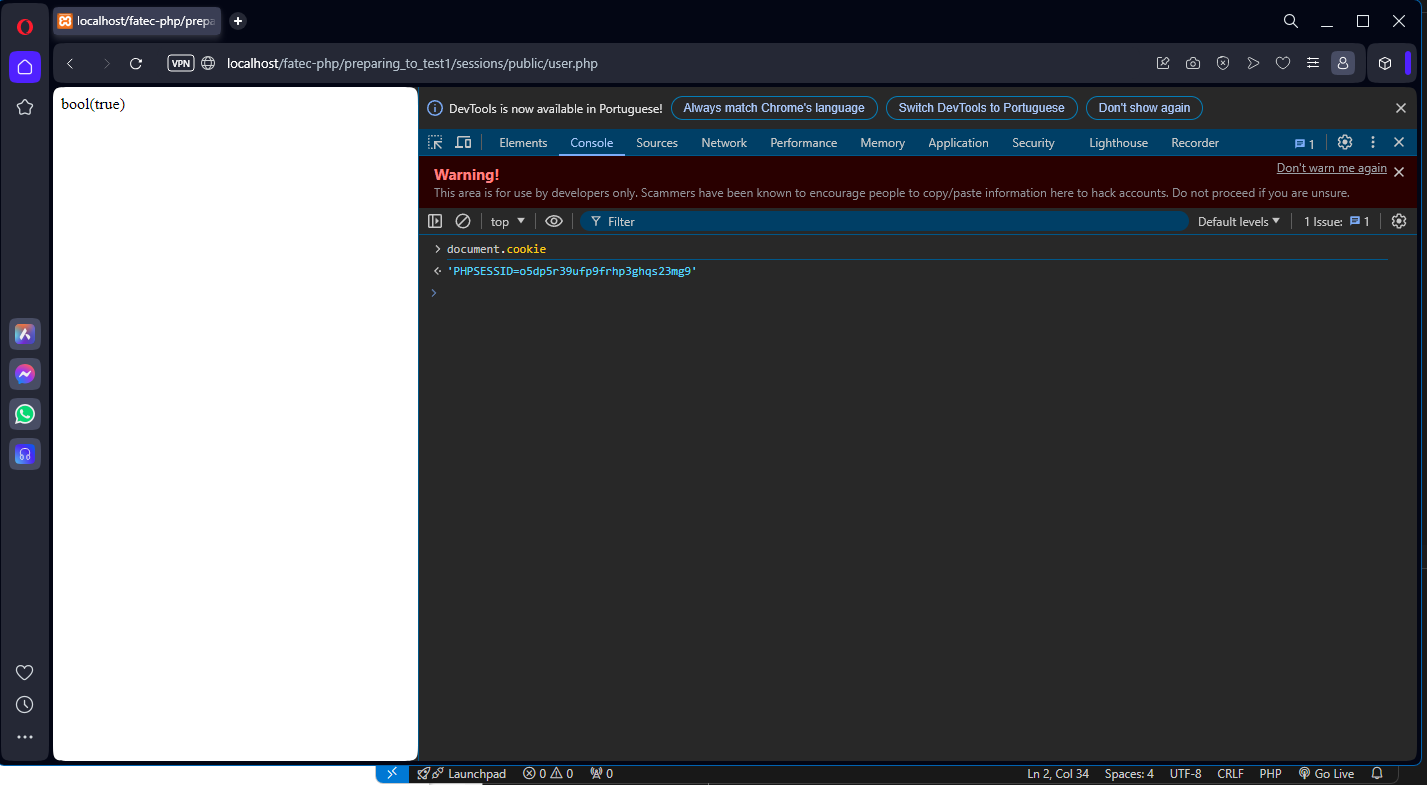 localhost/fatec-php/prepa
VPN
localhost/fatec-php/preparing_to_test1/sessions/public/user.php
bool(true)
DevTools is now available in Portuguese!
Always match Chrome's language
Switch DevTools to Portuguese
Don't show again
Elements
Console
Sources
Network
Performance
Memory
Application
Security
Lighthouse
Recorder
1
Warning!
Don't warn me again
This area is for use by developers only. Scammers have been known to encourage people to copy/paste information here to hack accounts. Do not proceed if you are unsure.
top
Filter
Default levels
1 Issue:
1
document.cookie
'PHPSESSID=o5dp5r39ufp9frhp3ghqs23mg9'
Launchpad
0
0
0
Ln 2, Col 34
Spaces: 4
UTF-8
CRLF
PHP
Go Live